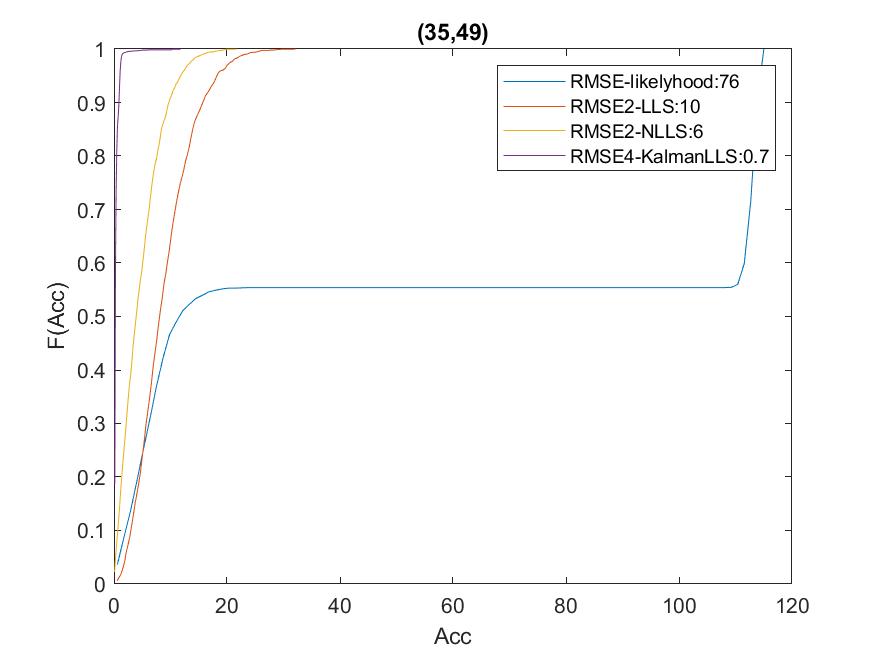 (35,49)
RMSE-likelyhood:76
RMSE2-LLS:10
RMSE2-NLLS:6
RMSE4-KalmanLLS:0.7
F(Acc)
1
0.9
0.8
0.7
0.6
0.5
0.4
0.3
0.2
0.1
0
0 20 40 60 80 100 120
Acc